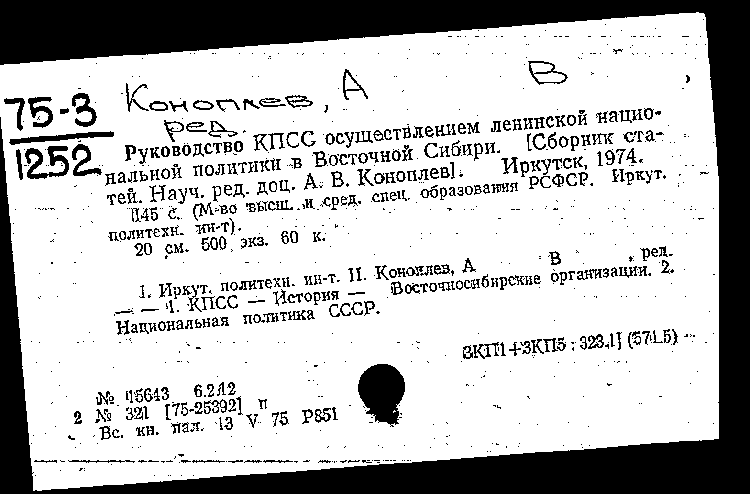 Коноплев, А В
75-3
1252
ред.
Руководство КПСС осуществлением ленинской нацио-
нальной политики в Восточной Сибири. [Сборник ста-
тей. Науч. ред. доц. А. В. Коноплев]. Иркутск, 1974.
145 с. (М-во высш. и сред. спец. образования РСФСР. Иркут.
политехн. ин-т).
20 см. 500 экз. 60 к.
I. Иркут. политехн. ин-т. II. Коноплев, А В , ред.
— — 1. КПСС — История — Восточносибирские организации. 2.
Национальная политика СССР.
3КП1+3КП5 : 323.1] (571.5)
№ 15643 6.2.12
2 № 321 [75-25392] п
Вс. кн. пал. 13 V 75 Р851